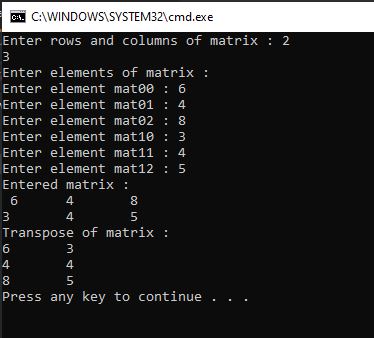 C:\WINDOWS\SYSTEM32\cmd.exe
Enter rows and columns of matrix : 2
3
Enter elements of matrix :
Enter element mat00 : 6
Enter element mat01 : 4
Enter element mat02 : 8
Enter element mat10 : 3
Enter element mat11 : 4
Enter element mat12 : 5
Entered matrix :
 6      4       8
3       4       5
Transpose of matrix :
6       3
4       4
8       5
Press any key to continue . . .